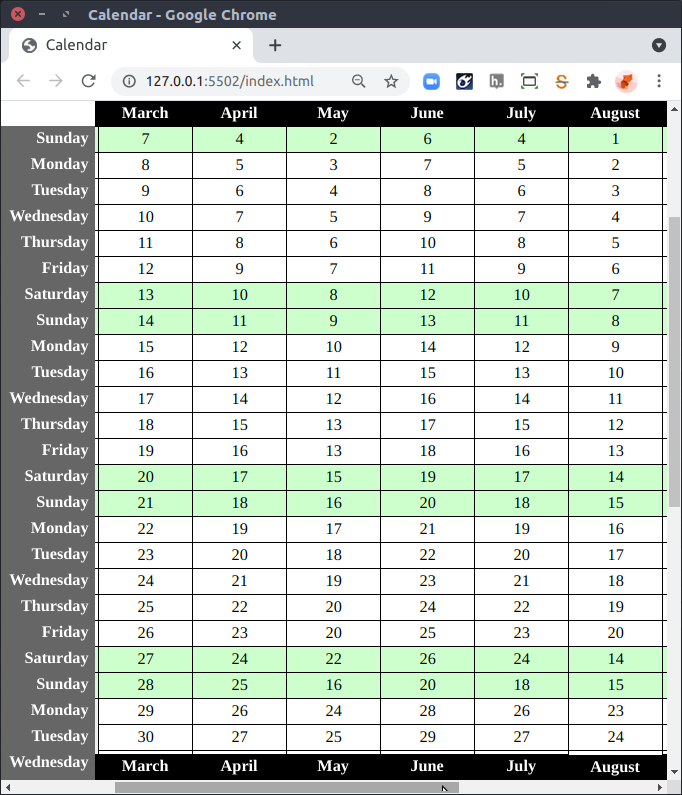 Calendar - Google Chrome
Calendar
127.0.0.1:5502/index.html
March April May June July August
Sunday 7 4 2 6 4 1
Monday 8 5 3 7 5 2
Tuesday 9 6 4 8 6 3
Wednesday 10 7 5 9 7 4
Thursday 11 8 6 10 8 5
Friday 12 9 7 11 9 6
Saturday 13 10 8 12 10 7
Sunday 14 11 9 13 11 8
Monday 15 12 10 14 12 9
Tuesday 16 13 11 15 13 10
Wednesday 17 14 12 16 14 11
Thursday 18 15 13 17 15 12
Friday 19 16 13 18 16 13
Saturday 20 17 15 19 17 14
Sunday 21 18 16 20 18 15
Monday 22 19 17 21 19 16
Tuesday 23 20 18 22 20 17
Wednesday 24 21 19 23 21 18
Thursday 25 22 20 24 22 19
Friday 26 23 20 25 23 20
Saturday 27 24 22 26 24 14
Sunday 28 25 16 20 18 15
Monday 29 26 24 28 26 23
Tuesday 30 27 25 29 27 24
Wednesday March April May June July August